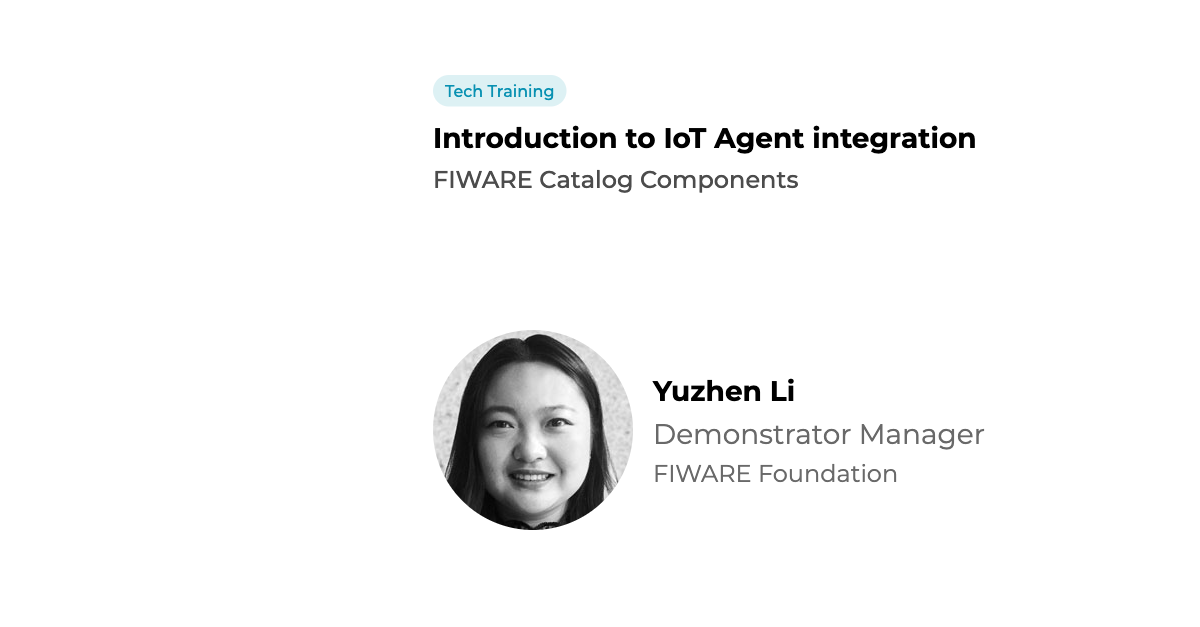 Tech Training
Introduction to IoT Agent integration
FIWARE Catalog Components
Yuzhen Li
Demonstrator Manager
FIWARE Foundation